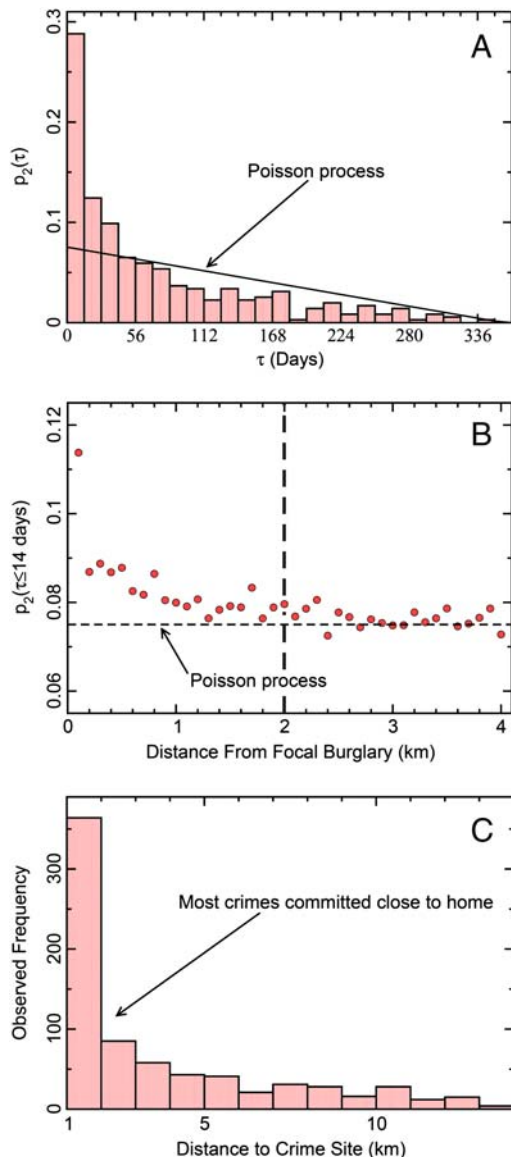 A
0.3
0.2
0.1
0
p₂(τ)
Poisson process
0 56 112 168 224 280 336
τ (Days)
B
0.12
0.1
0.08
0.06
p₂(τ≤14 days)
Poisson process
0 1 2 3 4
Distance From Focal Burglary (km)
C
300
200
100
0
Observed Frequency
Most crimes committed close to home
1 5 10
Distance to Crime Site (km)